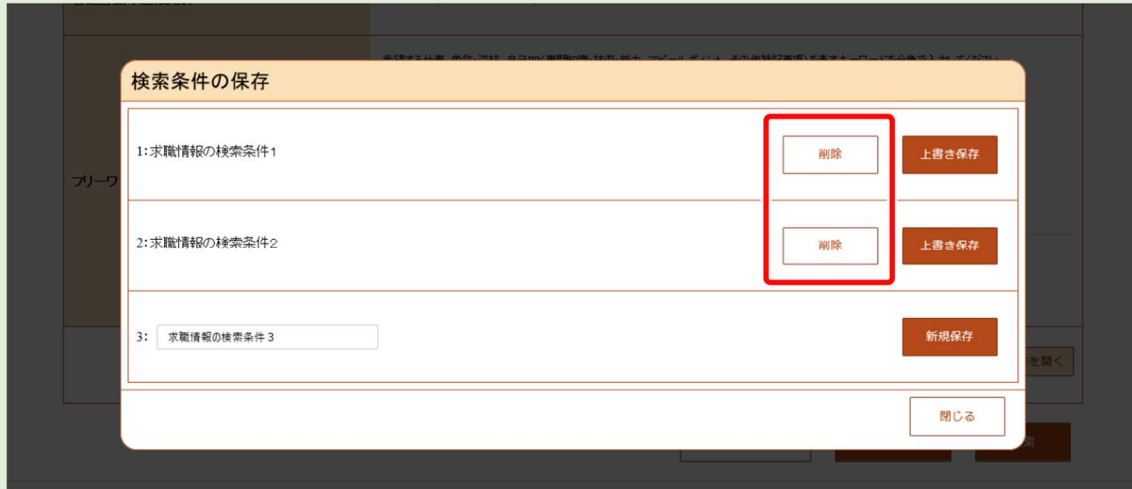 検索条件の保存
1:求職情報の検索条件1
削除
上書き保存
2:求職情報の検索条件2
削除
上書き保存
3:
求職情報の検索条件３
新規保存
フリーワ
を開く
閉じる
索